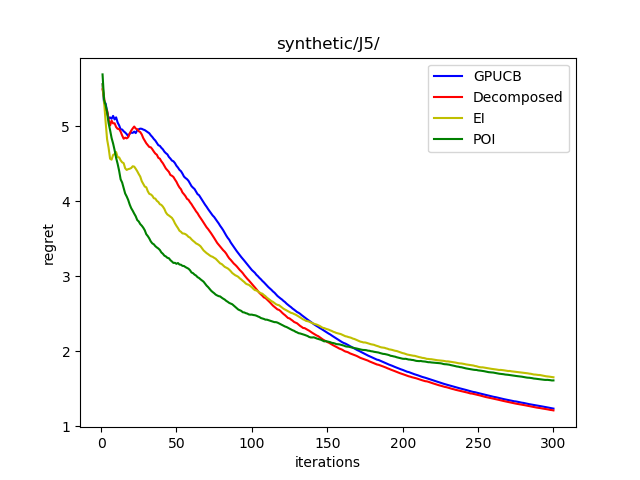 synthetic/J5/
GPUCB
Decomposed
EI
POI
regret
5
4
3
2
1
0
50
100
150
200
250
300
iterations